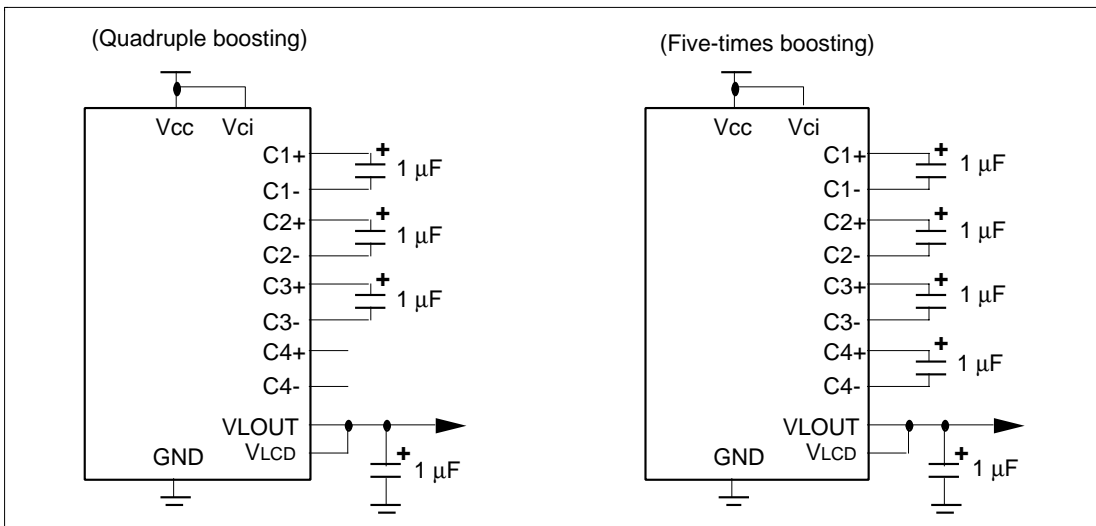 (Quadruple boosting)
Vcc Vci
C1+
+
1 μF
C1-
C2+
+
1 μF
C2-
C3+
+
1 μF
C3-
C4+
C4-
VLOUT
VLCD
GND
+
1 μF
(Five-times boosting)
Vcc Vci
C1+
+
1 μF
C1-
C2+
+
1 μF
C2-
C3+
+
1 μF
C3-
C4+
+
1 μF
C4-
VLOUT
VLCD
GND
+
1 μF